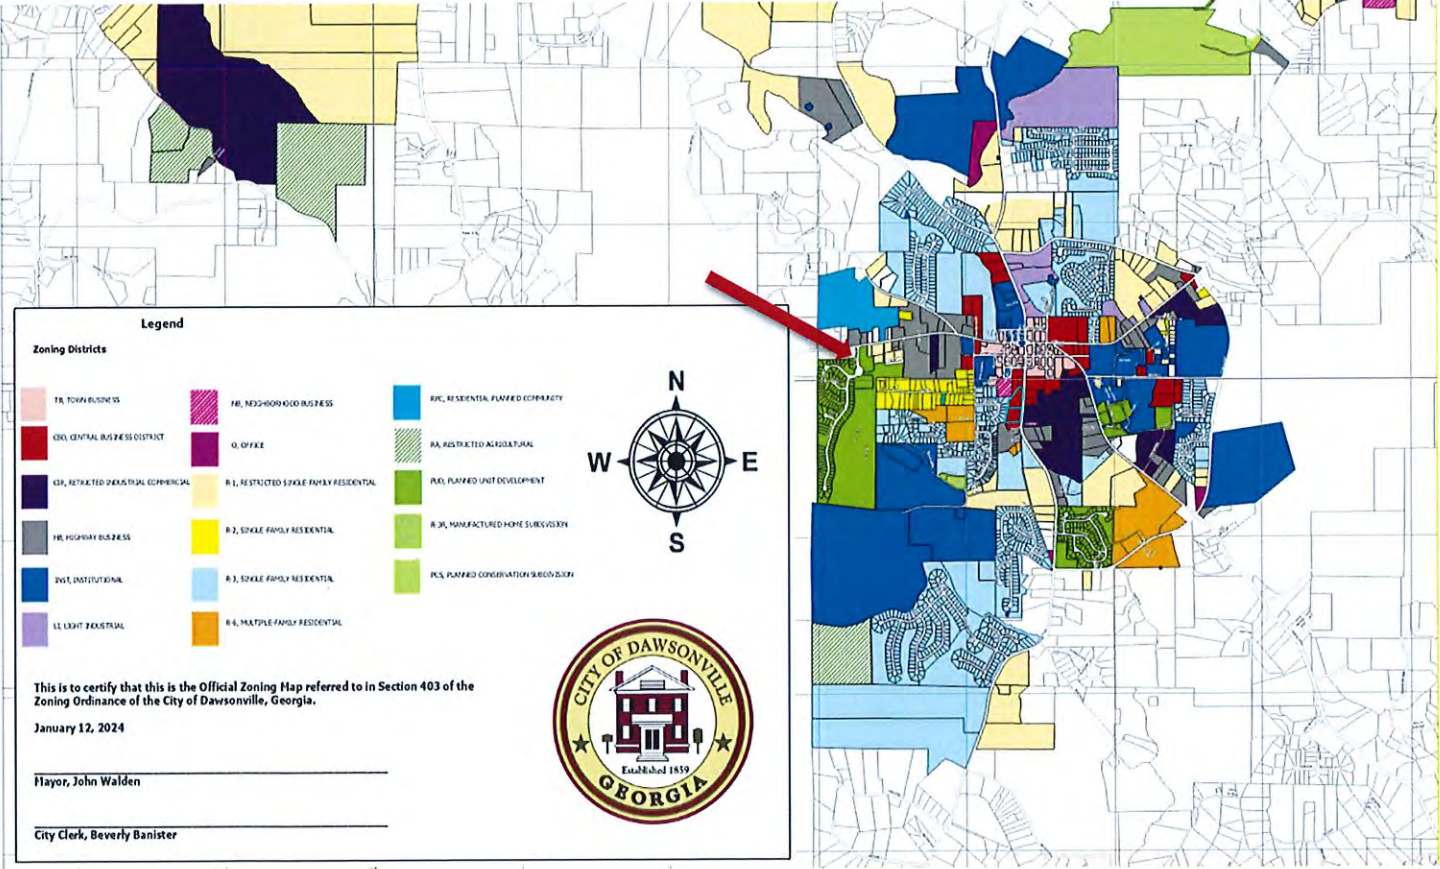 Legend
Zoning Districts
TB, TOWN BUSINESS
CBD, CENTRAL BUSINESS DISTRICT
CIR, RETRICTED INDUSTRIAL COMMERCIAL
HB, HIGHWAY BUSINESS
INST, INSTITUTIONAL
LI, LIGHT INDUSTRIAL
NB, NEIGHBORHOOD BUSINESS
O, OFFICE
R-1, RESTRICTED SINGLE-FAMILY RESIDENTIAL
R-2, SINGLE-FAMILY RESIDENTIAL
R-3, SINGLE-FAMILY RESIDENTIAL
R-6, MULTIPLE-FAMILY RESIDENTIAL
RPC, RESIDENTIAL PLANNED COMMUNITY
RA, RESTRICTED AGRICULTURAL
PUD, PLANNED UNIT DEVELOPMENT
MANUFACTURED HOME SUBDIVISION
PCS, PLANNED CONSERVATION SUBDIVISION
N
W
E
S
This is to certify that this is the Official Zoning Map referred to in Section 403 of the
Zoning Ordinance of the City of Dawsonville, Georgia.
January 12, 2024
Mayor, John Walden
City Clerk, Beverly Banister
CITY OF DAWSONVILLE
Established 1859
GEORGIA